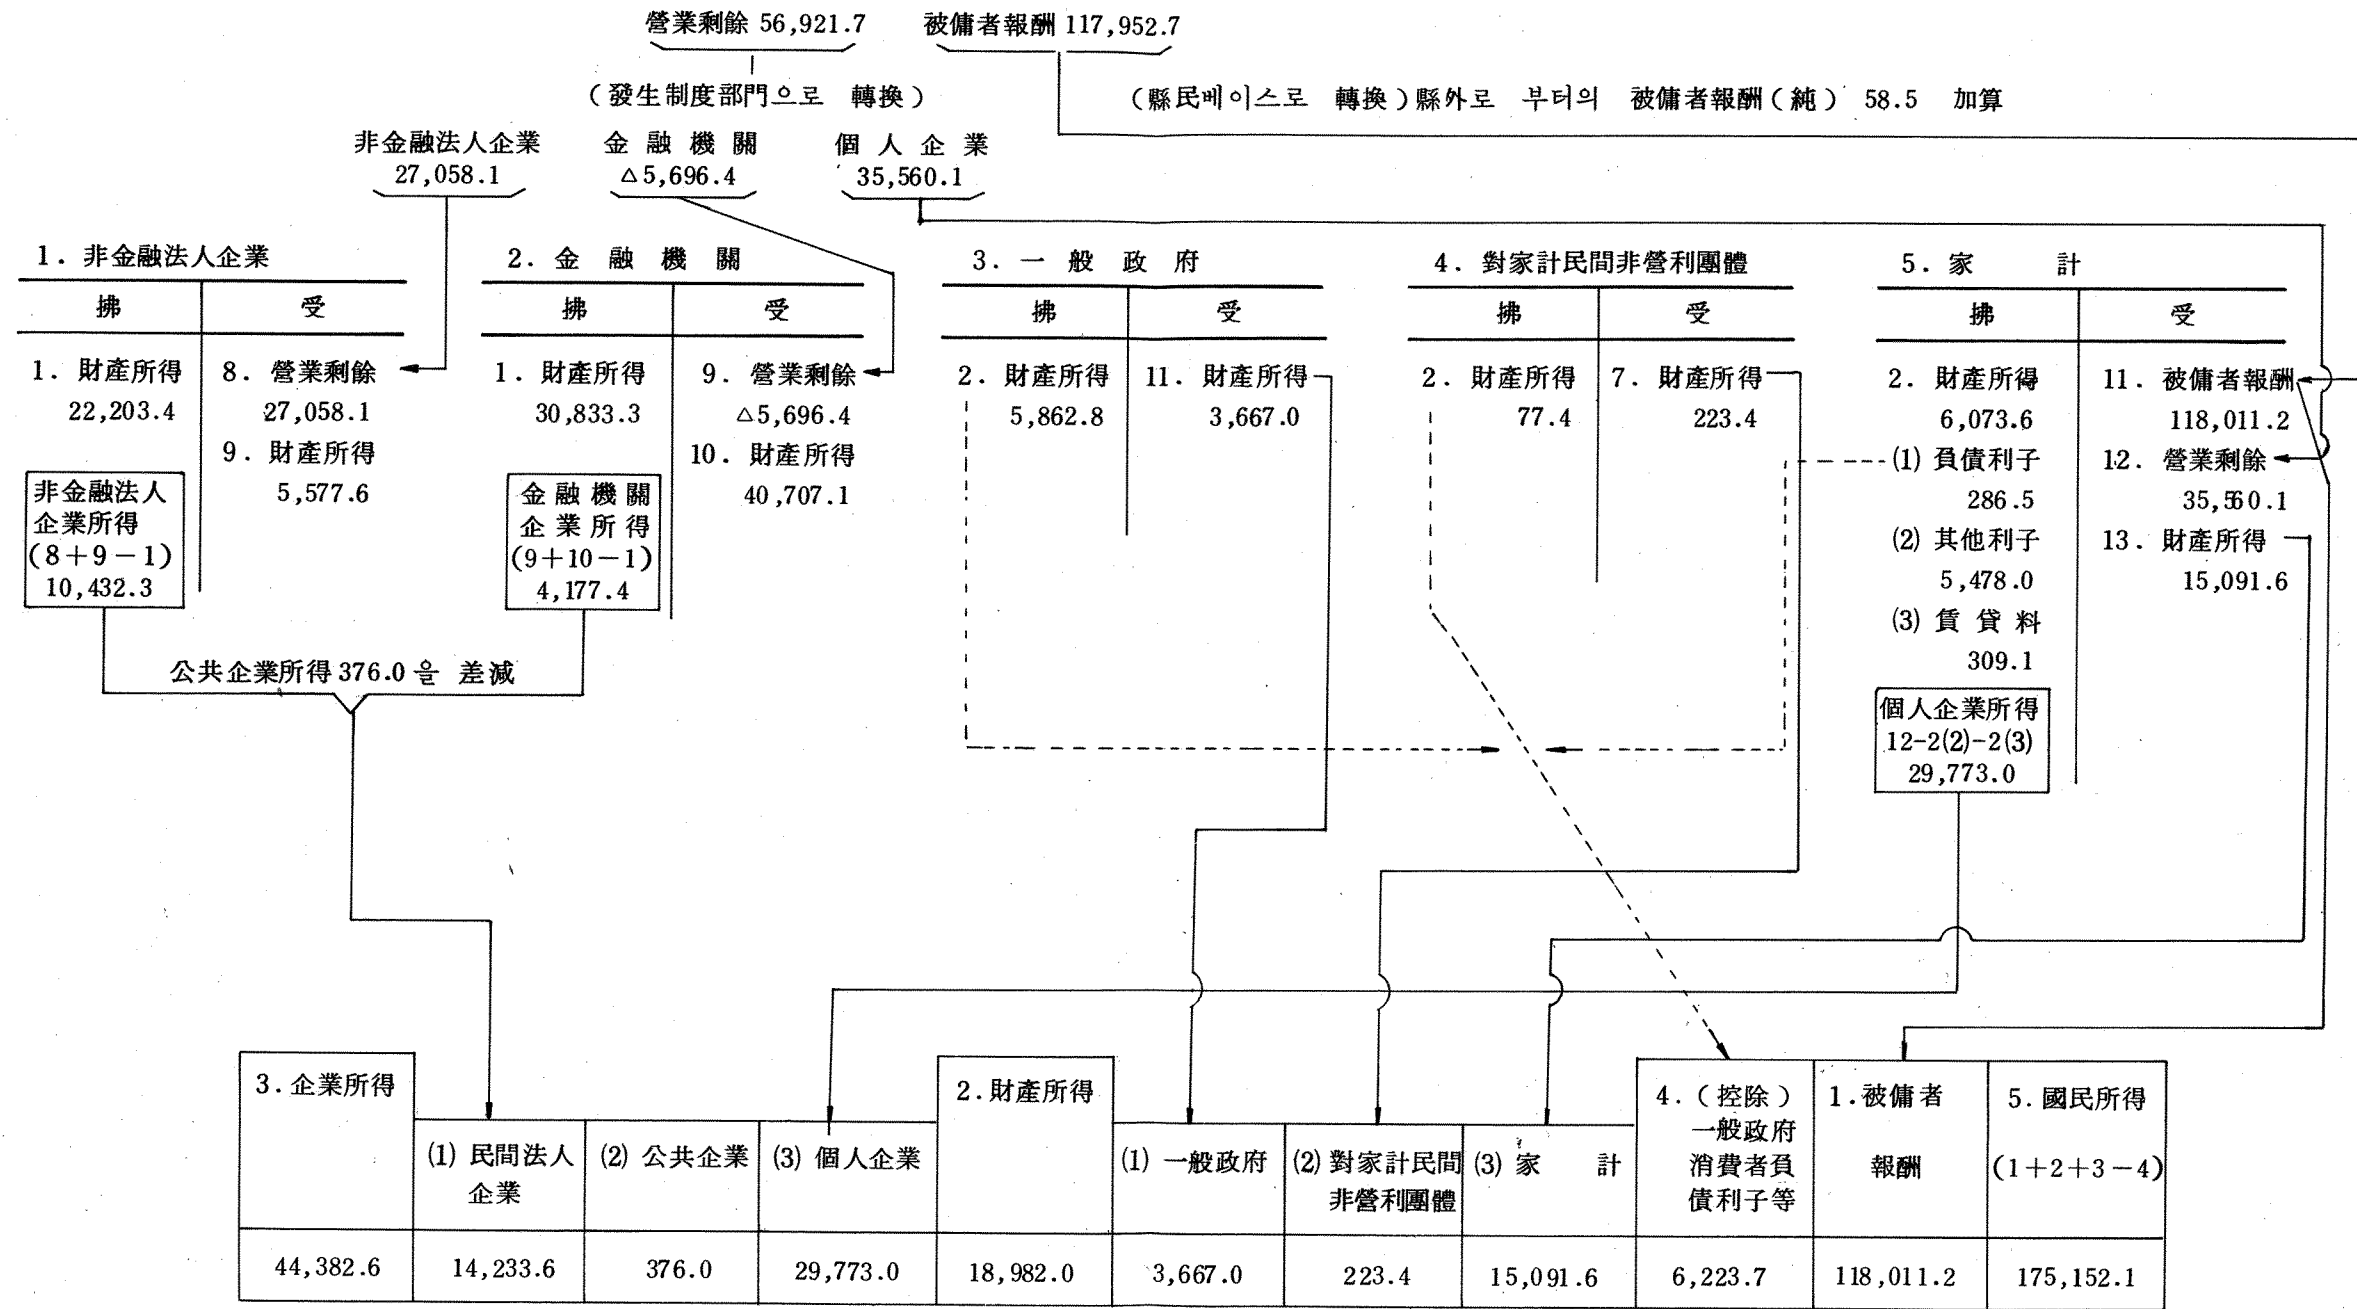 營業剩餘 56,921.7
被傭者報酬 117,952.7
(發生制度部門으로 轉換)
(縣民베이스로 轉換)縣外로 부터의 被傭者報酬(純) 58.5 加算
非金融法人企業
27,058.1
金融機關
△5,696.4
個人企業
35,560.1
1. 非金融法人企業
拂 受
1. 財產所得
22,203.4
8. 營業剩餘
27,058.1
9. 財產所得
5,577.6
非金融法人
企業所得
(8+9-1)
10,432.3
2. 金融機關
拂 受
1. 財產所得
30,833.3
9. 營業剩餘
△5,696.4
10. 財產所得
40,707.1
金融機關
企業所得
(9+10-1)
4,177.4
公共企業所得 376.0 을 差減
3. 一般政府
拂 受
2. 財產所得
5,862.8
11. 財產所得
3,667.0
4. 對家計民間非營利團體
拂 受
2. 財產所得
77.4
7. 財產所得
223.4
5. 家計
拂 受
2. 財產所得
6,073.6
(1) 負債利子
286.5
(2) 其他利子
5,478.0
(3) 賃貸料
309.1
11. 被傭者報酬
118,011.2
12. 營業剩餘
35,560.1
13. 財產所得
15,091.6
個人企業所得
12-2(2)-2(3)
29,773.0
3. 企業所得
44,382.6
(1) 民間法人
企業
14,233.6
(2) 公共企業
376.0
(3) 個人企業
29,773.0
2. 財產所得
18,982.0
(1) 一般政府
3,667.0
(2) 對家計民間
非營利團體
223.4
(3) 家計
15,091.6
4. (控除)
一般政府
消費者負
債利子等
6,223.7
1. 被傭者
報酬
118,011.2
5. 國民所得
(1+2+3-4)
175,152.1